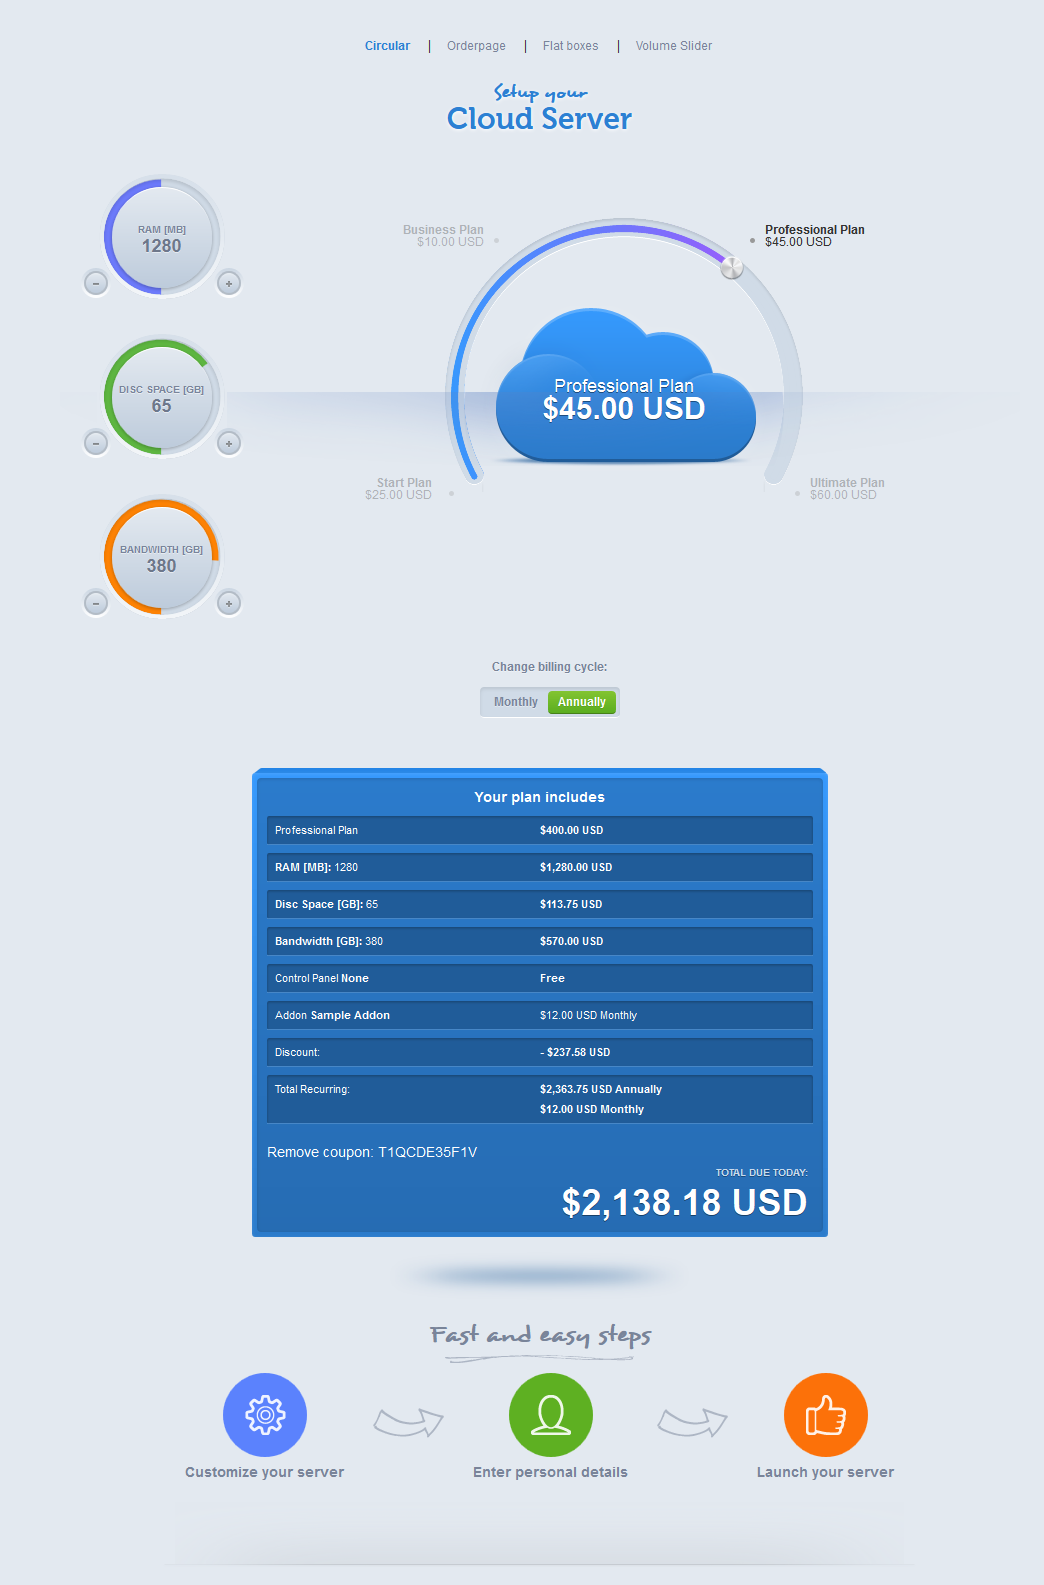 Circular | Orderpage | Flat boxes | Volume Slider
Setup your
Cloud Server
RAM [MB]
1280
- +
DISC SPACE [GB]
65
- +
BANDWIDTH [GB]
380
- +
Business Plan
$10.00 USD
Professional Plan
$45.00 USD
Professional Plan
$45.00 USD
Start Plan
$25.00 USD
Ultimate Plan
$60.00 USD
Change billing cycle:
Monthly Annually
Your plan includes
Professional Plan $400.00 USD
RAM [MB]: 1280 $1,280.00 USD
Disc Space [GB]: 65 $113.75 USD
Bandwidth [GB]: 380 $570.00 USD
Control Panel None Free
Addon Sample Addon $12.00 USD Monthly
Discount: - $237.58 USD
Total Recurring: $2,363.75 USD Annually
$12.00 USD Monthly
Remove coupon: T1QCDE35F1V
TOTAL DUE TODAY:
$2,138.18 USD
Fast and easy steps
Customize your server
Enter personal details
Launch your server